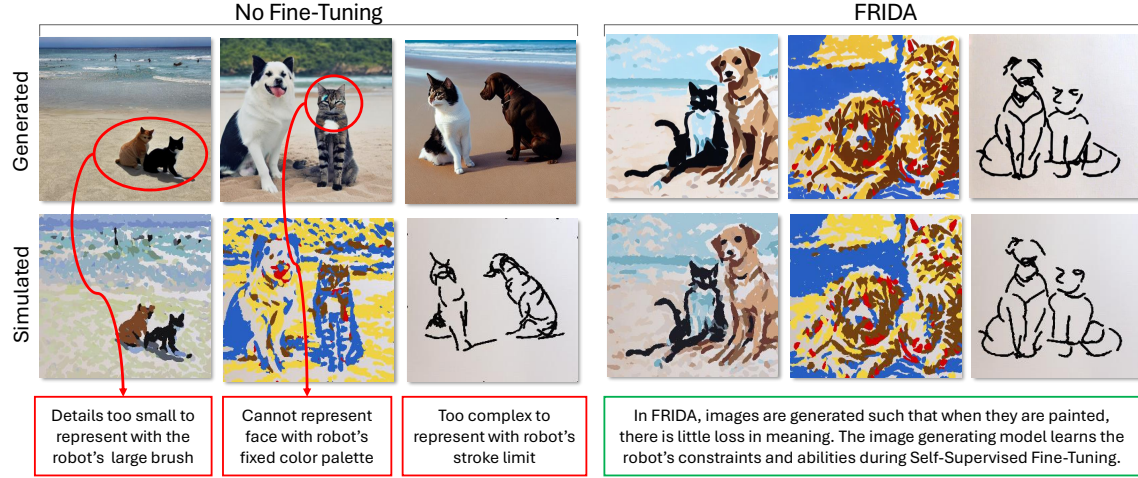 No Fine-Tuning
FRIDA
Generated
Simulated
Details too small to
represent with the
robot's large brush
Cannot represent
face with robot's
fixed color palette
Too complex to
represent with robot's
stroke limit
In FRIDA, images are generated such that when they are painted,
there is little loss in meaning. The image generating model learns the
robot's constraints and abilities during Self-Supervised Fine-Tuning.